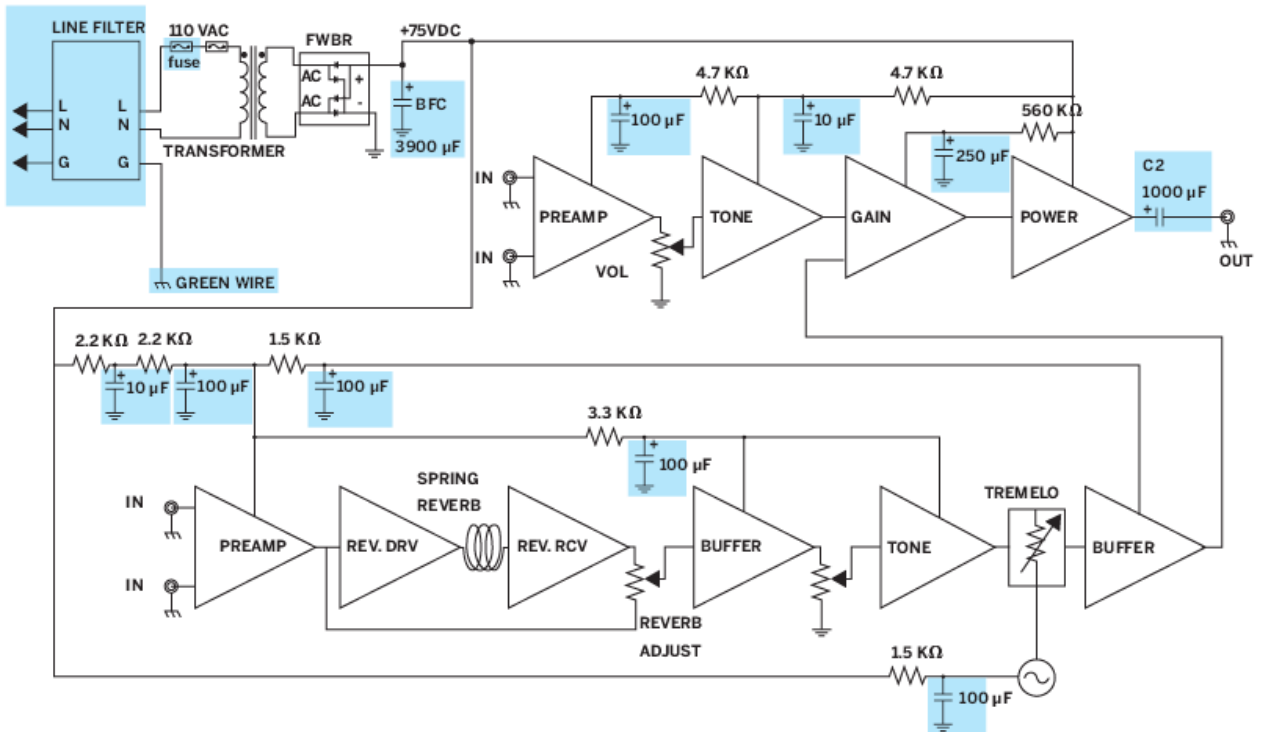 LINE FILTER
110 VAC
fuse
FWBR
+75VDC
AC
AC
+
-
+
BFC
3900 µF
L
N
G
L
N
G
TRANSFORMER
GREEN WIRE
4.7 KΩ
4.7 KΩ
560 KΩ
+
100 µF
+
10 µF
+
250 µF
C2
1000 µF
+
IN
IN
PREAMP
VOL
TONE
GAIN
POWER
OUT
2.2 KΩ
2.2 KΩ
1.5 KΩ
+
10 µF
+
100 µF
+
100 µF
3.3 KΩ
+
100 µF
IN
IN
PREAMP
REV. DRV
SPRING
REVERB
REV. RCV
REVERB
ADJUST
BUFFER
TONE
TREMELO
BUFFER
1.5 KΩ
+
100 µF